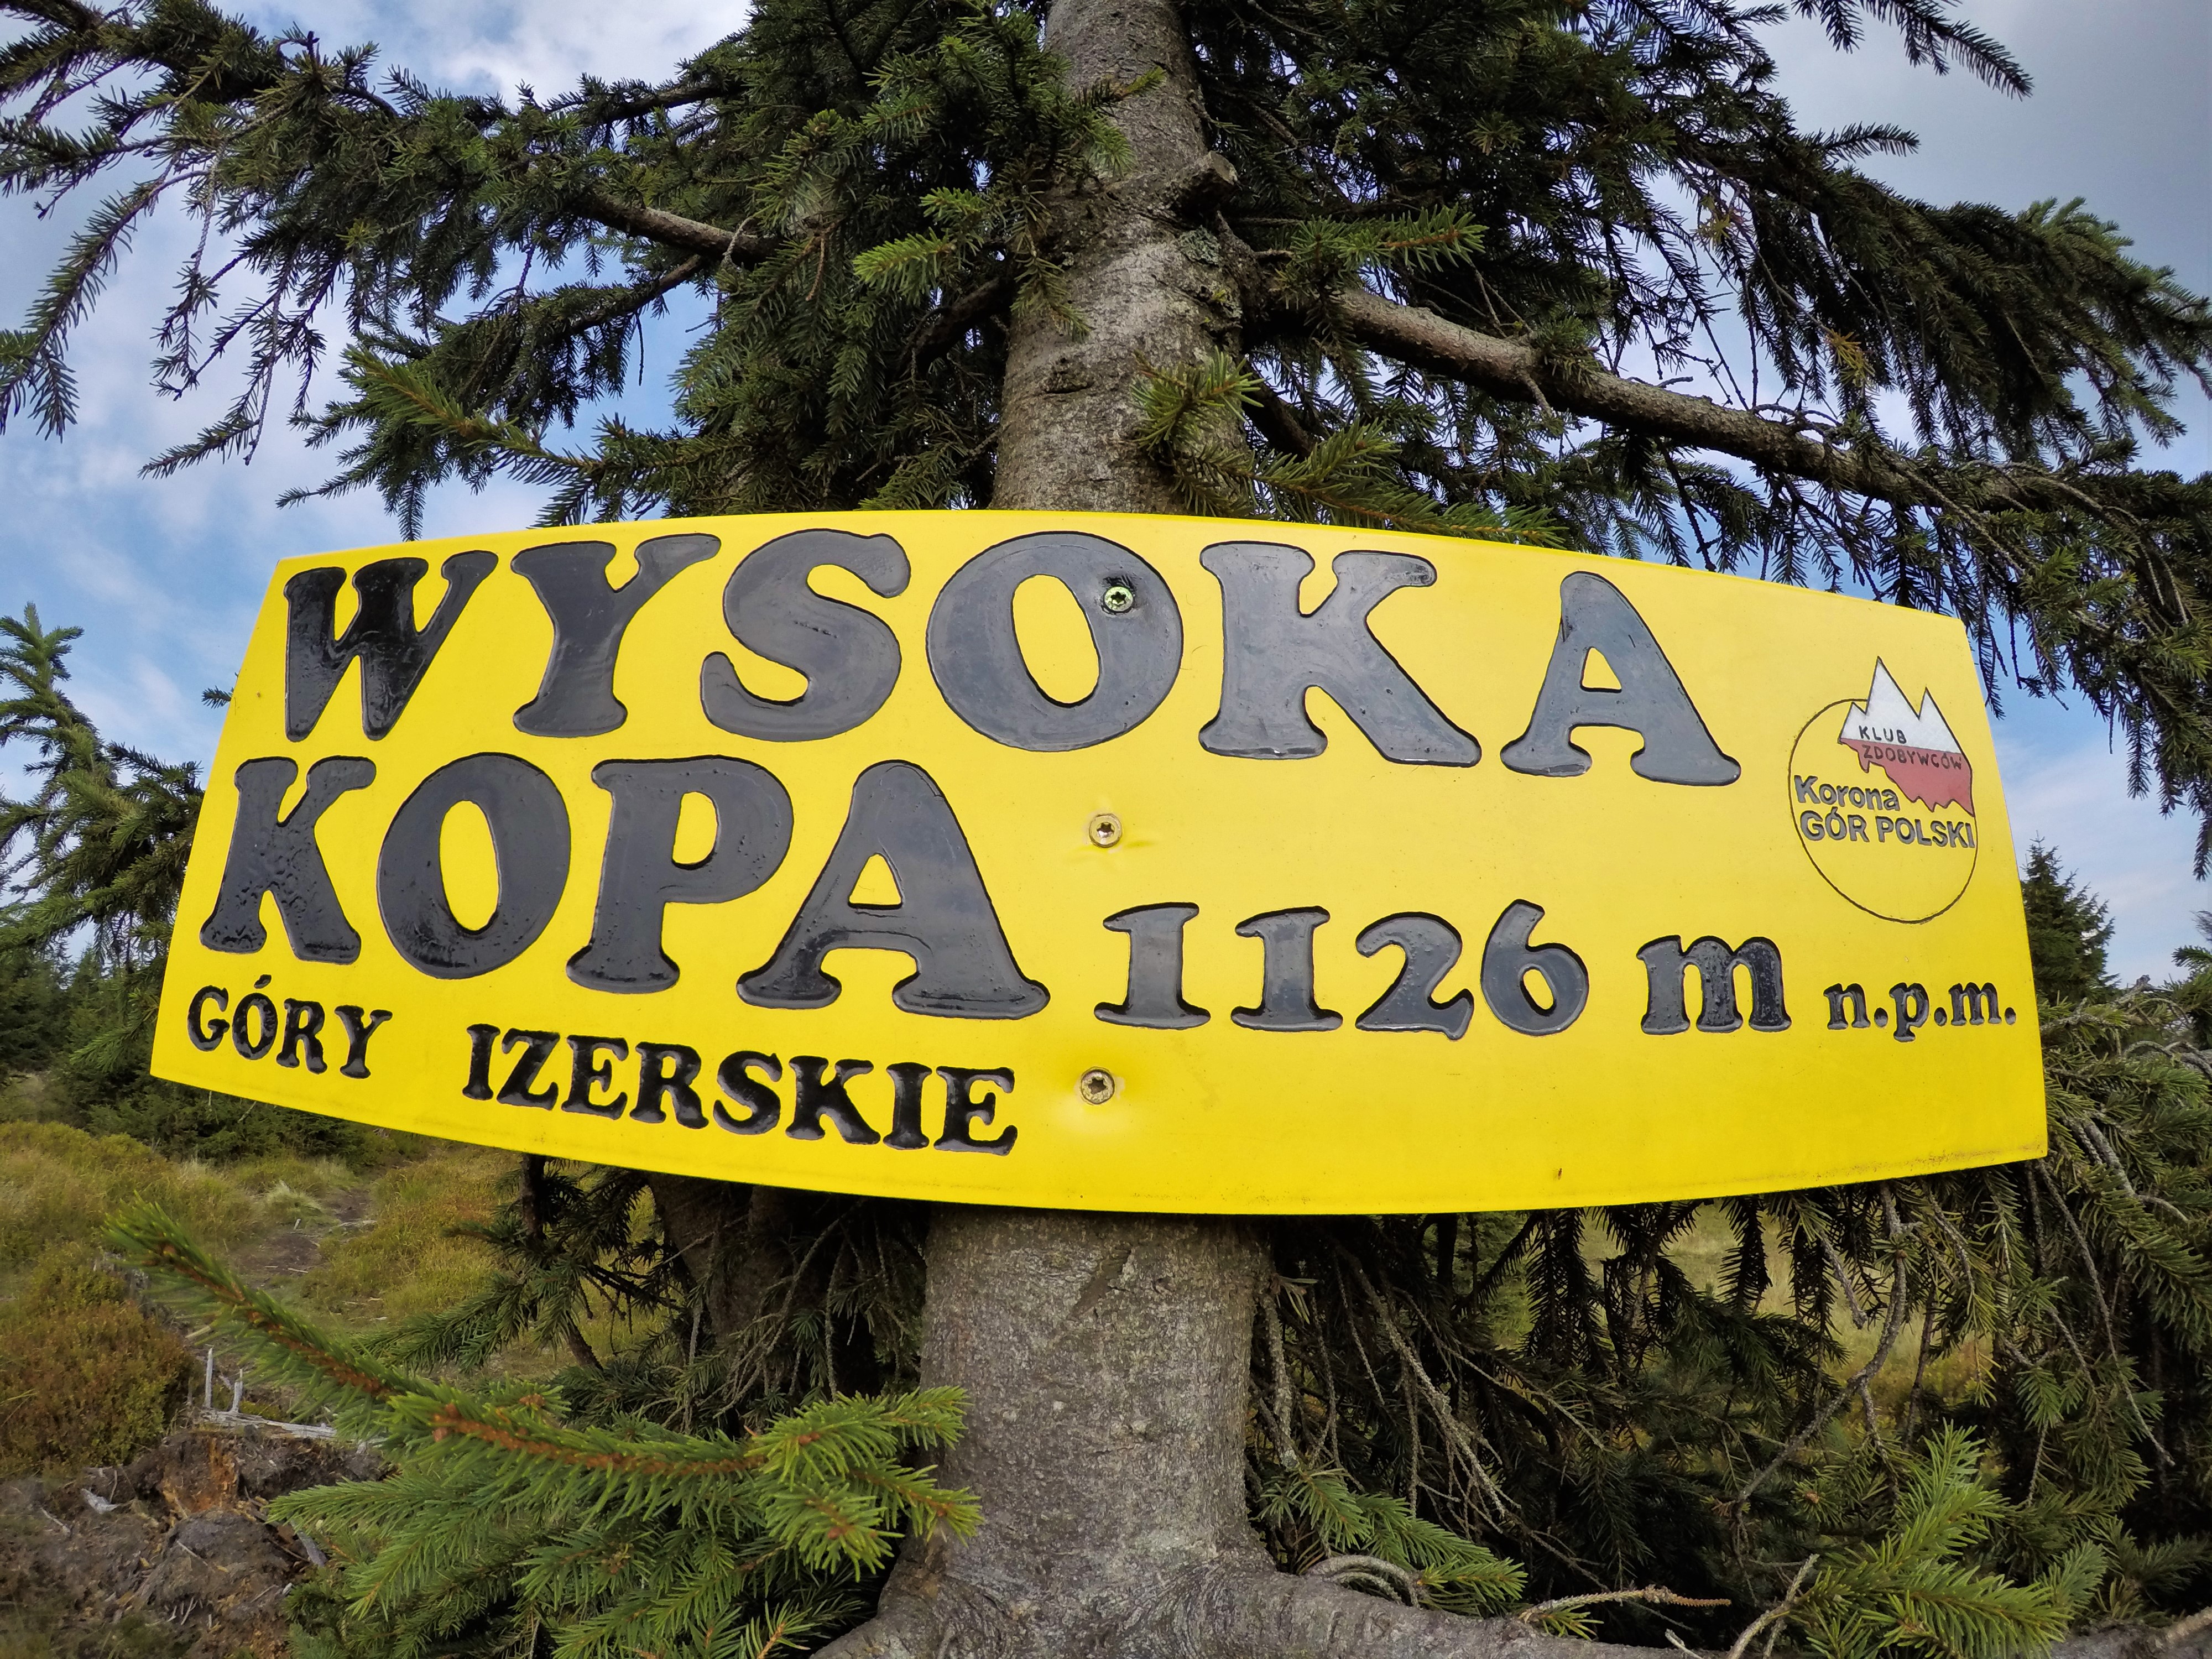 WYSOKA
KOPA 1126 m n.p.m.
GÓRY IZERSKIE
KLUB
ZDOBYWCÓW
Korona
GÓR POLSKI